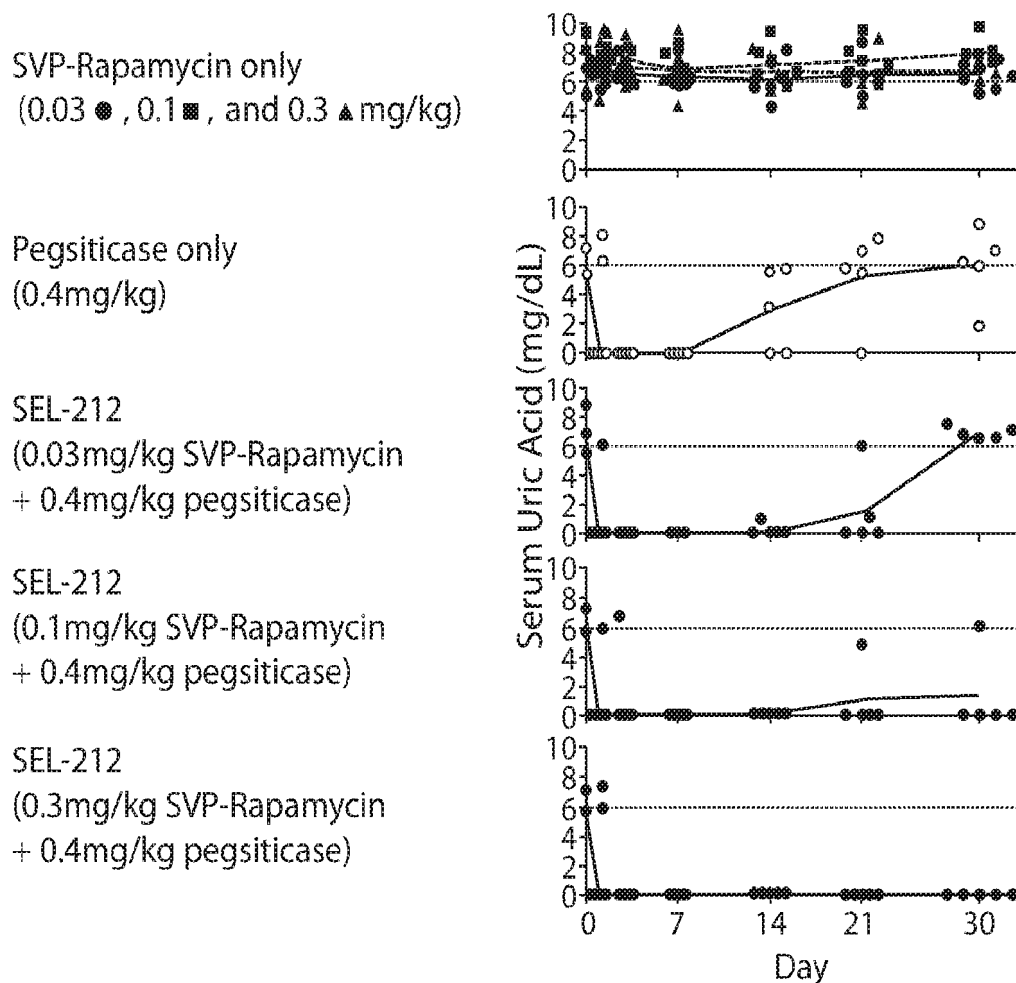 SVP-Rapamycin only
(0.03 ● , 0.1 ■ , and 0.3 ▲ mg/kg)
10
8
6
4
2
0
Pegsiticase only
(0.4mg/kg)
10
8
6
4
2
0
SEL-212
(0.03mg/kg SVP-Rapamycin
+ 0.4mg/kg pegsiticase)
10
8
6
4
2
0
SEL-212
(0.1mg/kg SVP-Rapamycin
+ 0.4mg/kg pegsiticase)
10
8
6
4
2
0
SEL-212
(0.3mg/kg SVP-Rapamycin
+ 0.4mg/kg pegsiticase)
10
8
6
4
2
0
Serum Uric Acid (mg/dL)
0 7 14 21 30
Day